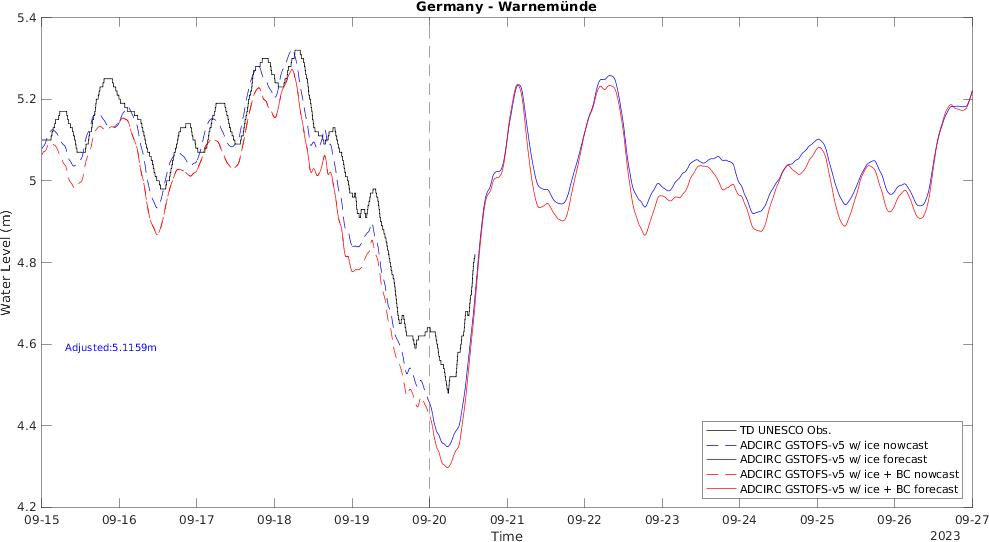 Germany - Warnemünde
5.4
5.2
5
4.8
4.6
4.4
4.2
Water Level (m)
Adjusted:5.1159m
TD UNESCO Obs.
ADCIRC GSTOFS-v5 w/ ice nowcast
ADCIRC GSTOFS-v5 w/ ice forecast
ADCIRC GSTOFS-v5 w/ ice + BC nowcast
ADCIRC GSTOFS-v5 w/ ice + BC forecast
09-15 09-16 09-17 09-18 09-19 09-20 09-21 09-22 09-23 09-24 09-25 09-26 09-27
Time
2023